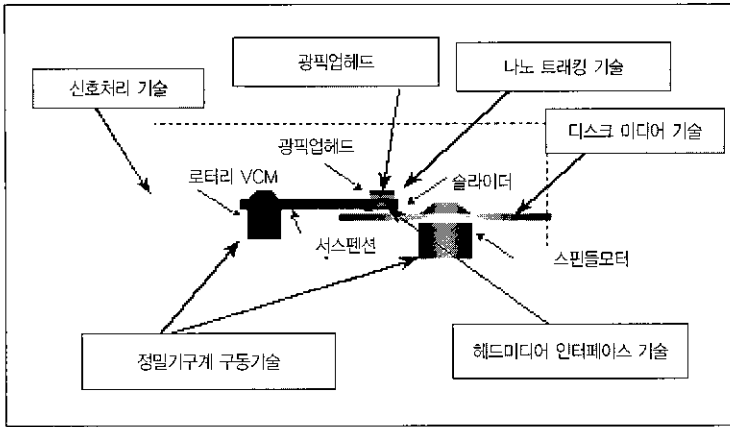 광픽업헤드
나노 트래킹 기술
신호처리 기술
디스크 미디어 기술
광픽업헤드
로터리 VCM
슬라이더
서스펜션
스핀들모터
정밀기구계 구동기술
헤드미디어 인터페이스 기술